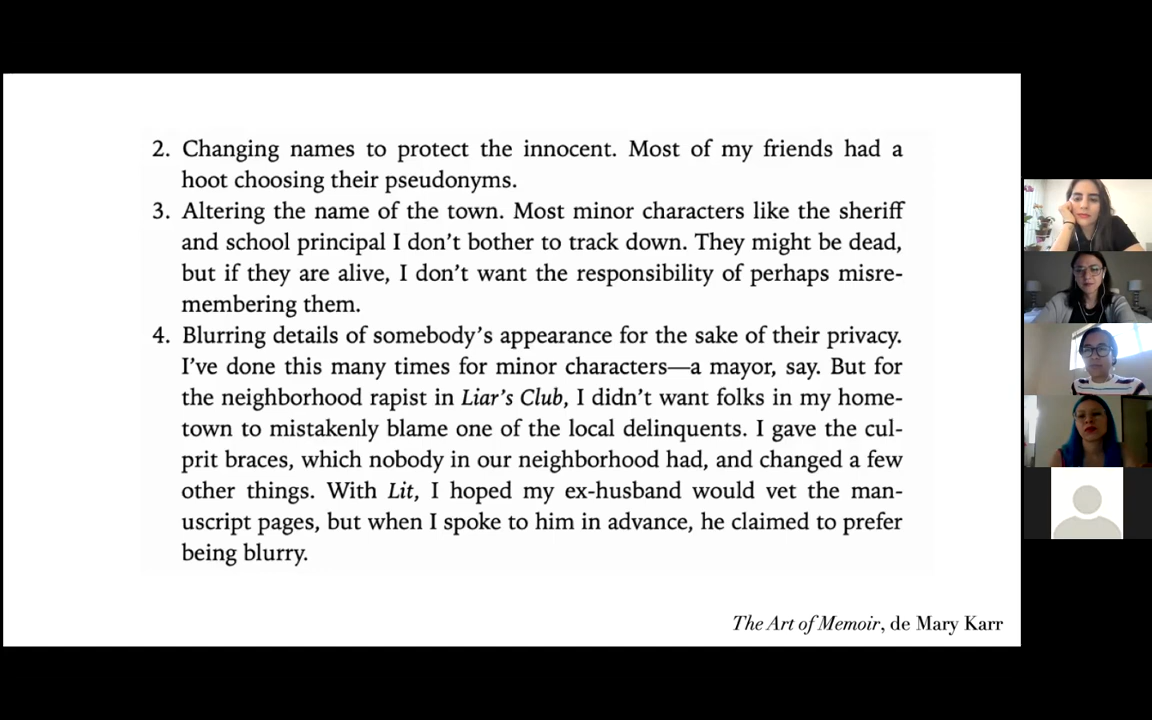 2. Changing names to protect the innocent. Most of my friends had a
hoot choosing their pseudonyms.
3. Altering the name of the town. Most minor characters like the sheriff
and school principal I don’t bother to track down. They might be dead,
but if they are alive, I don’t want the responsibility of perhaps misre-
membering them.
4. Blurring details of somebody’s appearance for the sake of their privacy.
I’ve done this many times for minor characters—a mayor, say. But for
the neighborhood rapist in Liar’s Club, I didn’t want folks in my home-
town to mistakenly blame one of the local delinquents. I gave the cul-
prit braces, which nobody in our neighborhood had, and changed a few
other things. With Lit, I hoped my ex-husband would vet the man-
uscript pages, but when I spoke to him in advance, he claimed to prefer
being blurry.
The Art of Memoir, de Mary Karr